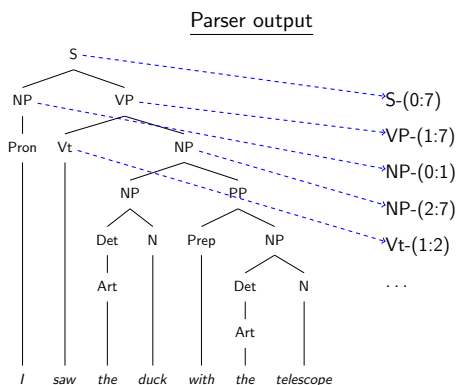 Parser output
S
S-(0:7)
NP VP
VP-(1:7)
Pron Vt NP
NP-(0:1)
NP PP
NP-(2:7)
Det N Prep NP
Vt-(1:2)
Art Det N
...
Art
I saw the duck with the telescope